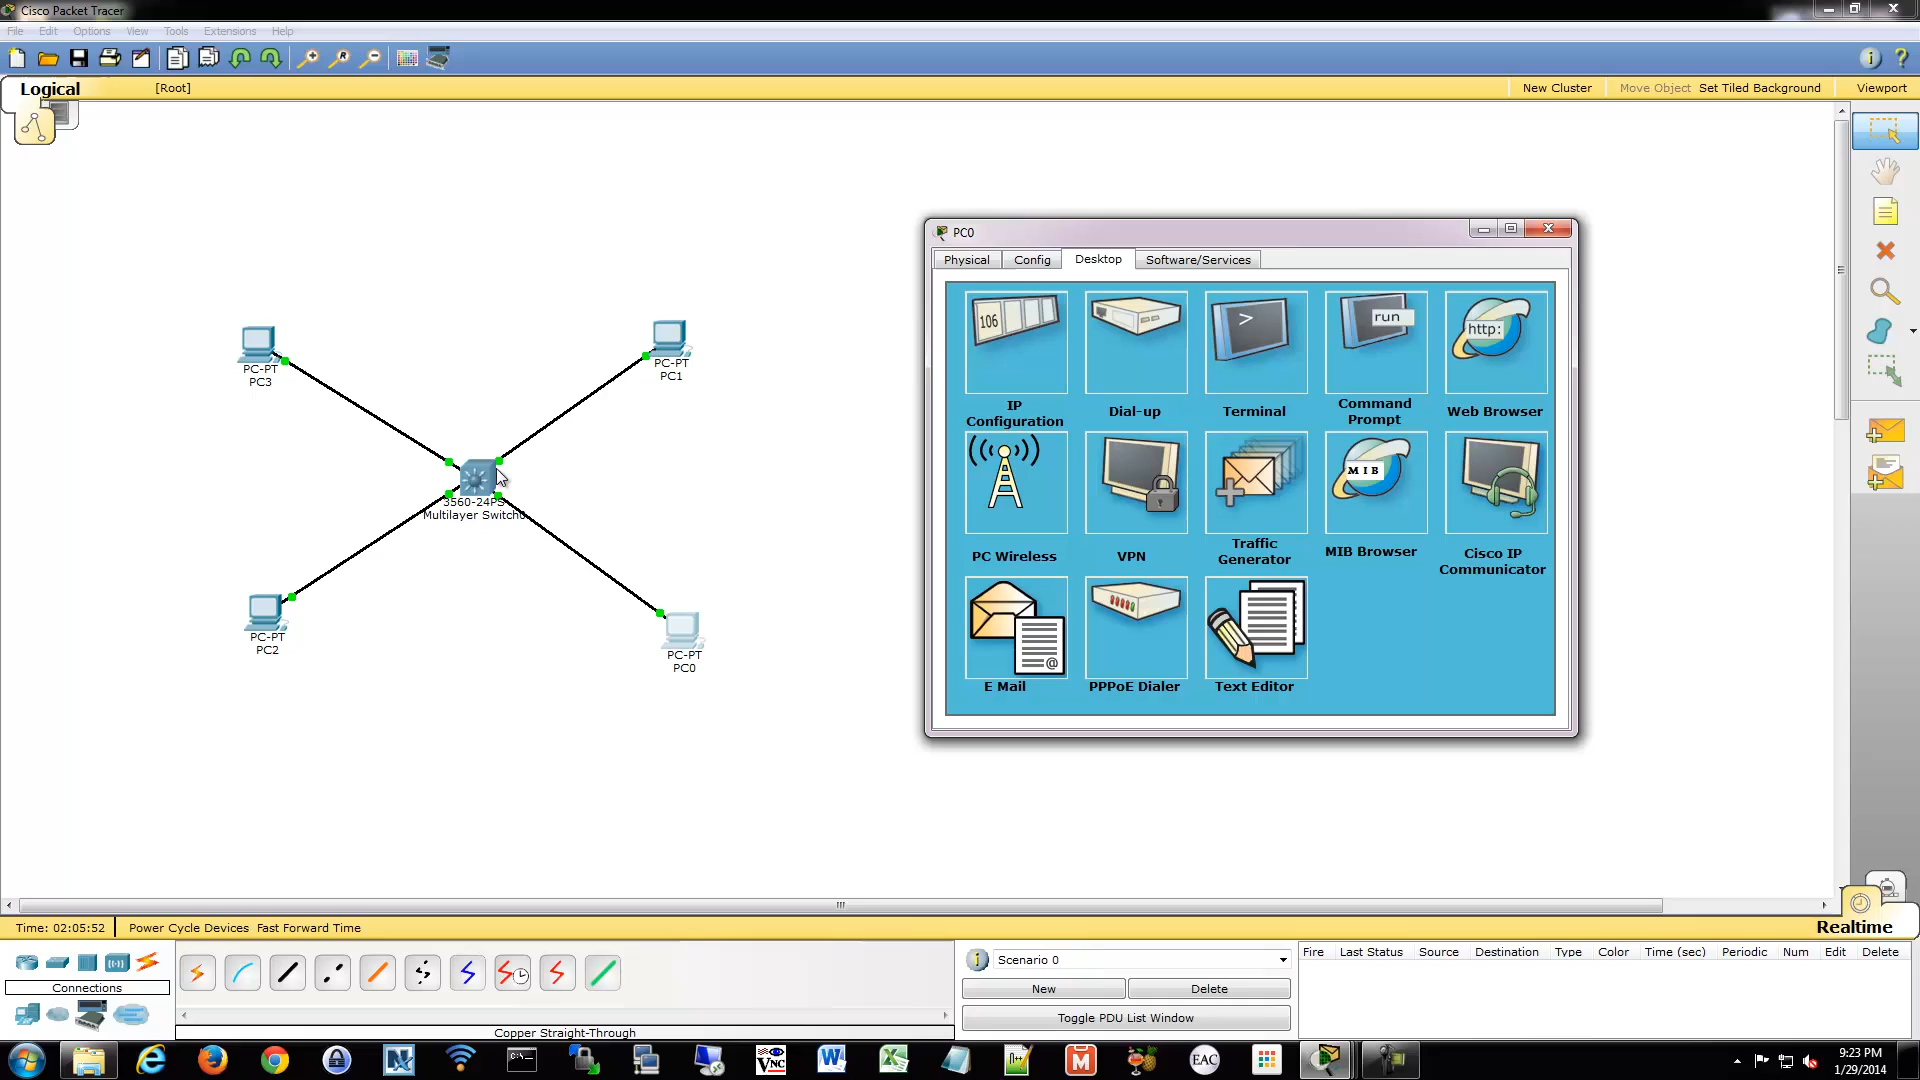 Cisco Packet Tracer
File Edit Options View Tools Extensions Help
Logical
[Root]
New Cluster
Move Object
Set Tiled Background
Viewport
PC-PT
PC3
PC-PT
PC1
3560-24PS
Multilayer Switch0
PC-PT
PC2
PC-PT
PC0
PC0
Physical
Config
Desktop
Software/Services
106
>
run
http:
IP
Configuration
Dial-up
Terminal
Command
Prompt
Web Browser
MIB
PC Wireless
VPN
Traffic
Generator
MIB Browser
Cisco IP
Communicator
@
E Mail
PPPoE Dialer
Text Editor
Time: 02:05:52
Power Cycle Devices Fast Forward Time
Realtime
Connections
Copper Straight-Through
Scenario 0
New
Delete
Toggle PDU List Window
Fire
Last Status
Source
Destination
Type
Color
Time (sec)
Periodic
Num
Edit
Delete
VNC
EAC
9:23 PM
1/29/2014